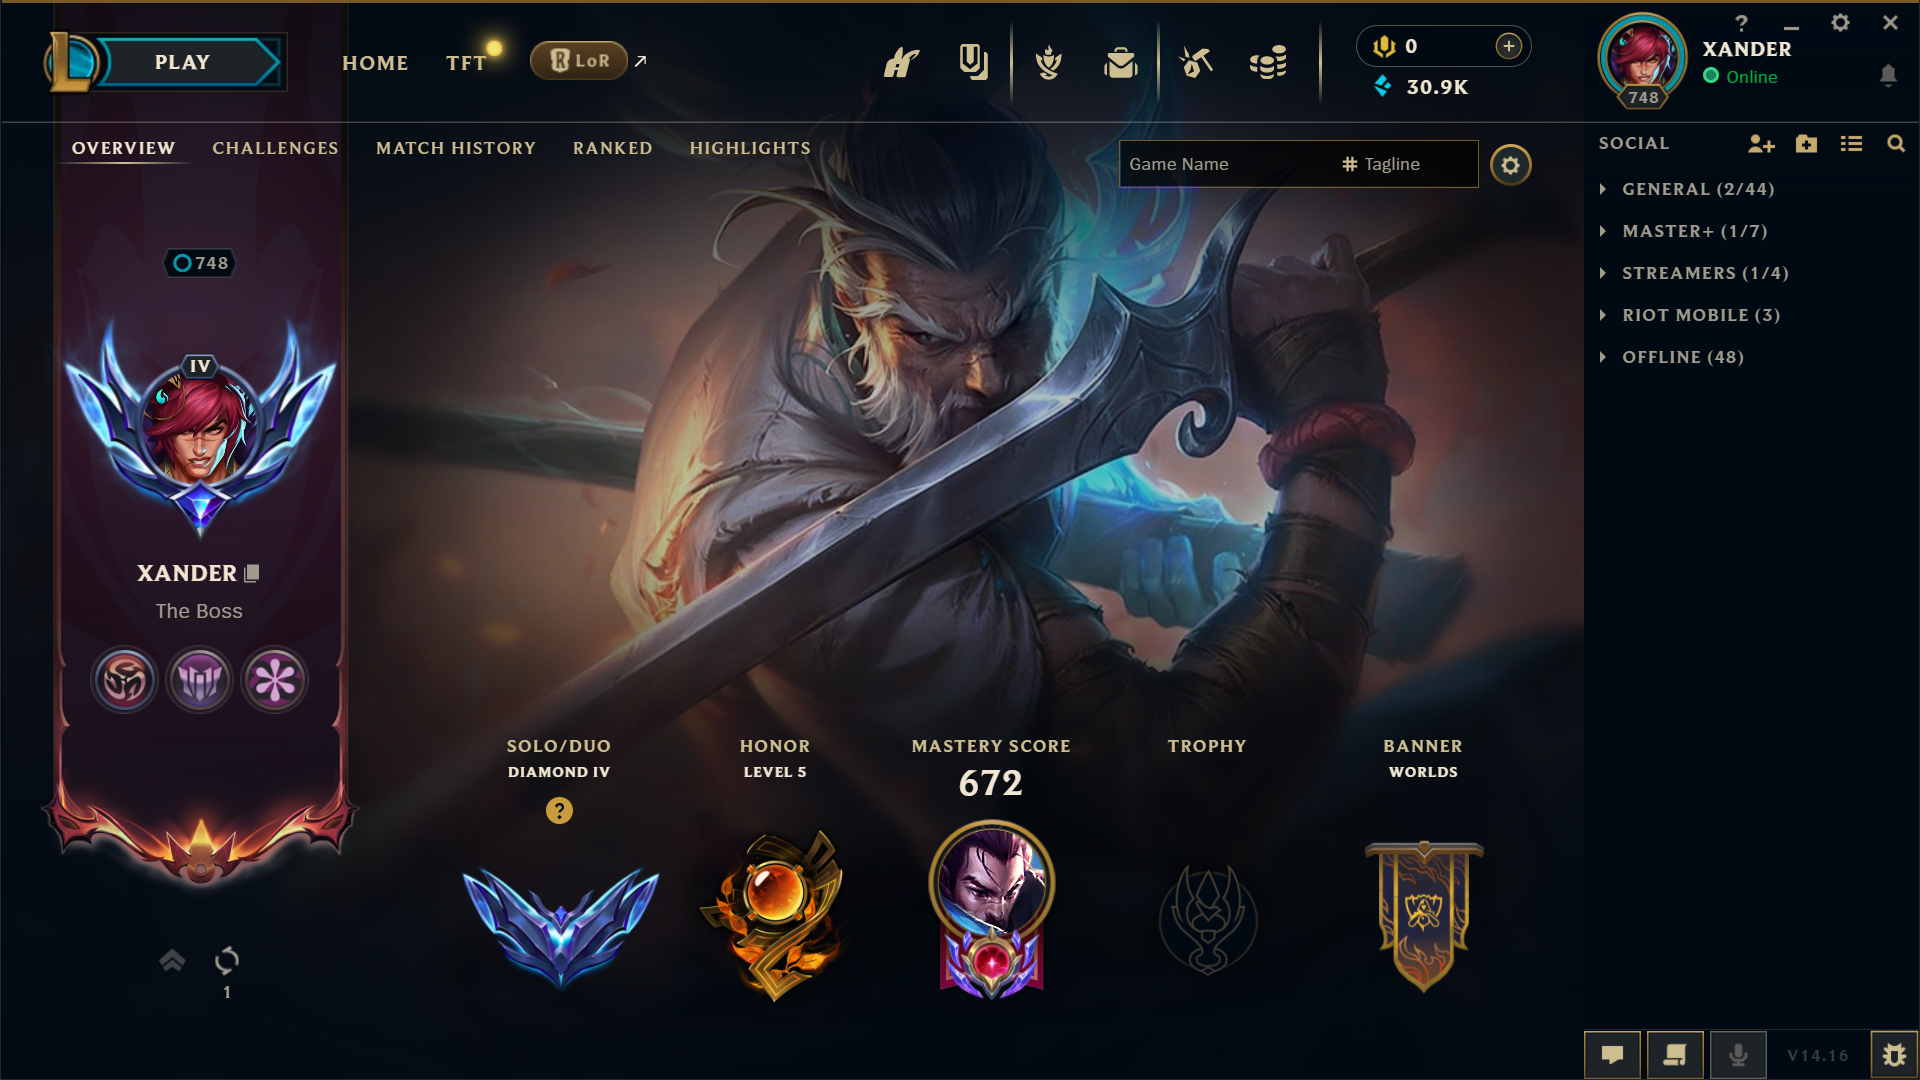 PLAY
HOME
TFT
LoR
0
30.9K
XANDER
Online
748
OVERVIEW
CHALLENGES
MATCH HISTORY
RANKED
HIGHLIGHTS
Game Name
# Tagline
SOCIAL
GENERAL (2/44)
MASTER+ (1/7)
STREAMERS (1/4)
RIOT MOBILE (3)
OFFLINE (48)
748
IV
XANDER
The Boss
SOLO/DUO
DIAMOND IV
?
HONOR
LEVEL 5
MASTERY SCORE
672
TROPHY
BANNER
WORLDS
1
V14.16